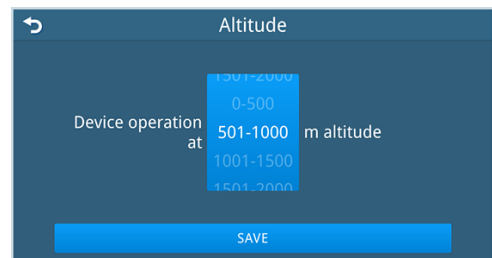 Altitude
1501-2000
0-500
Device operation
at
501-1000
m altitude
1001-1500
1501-2000
SAVE